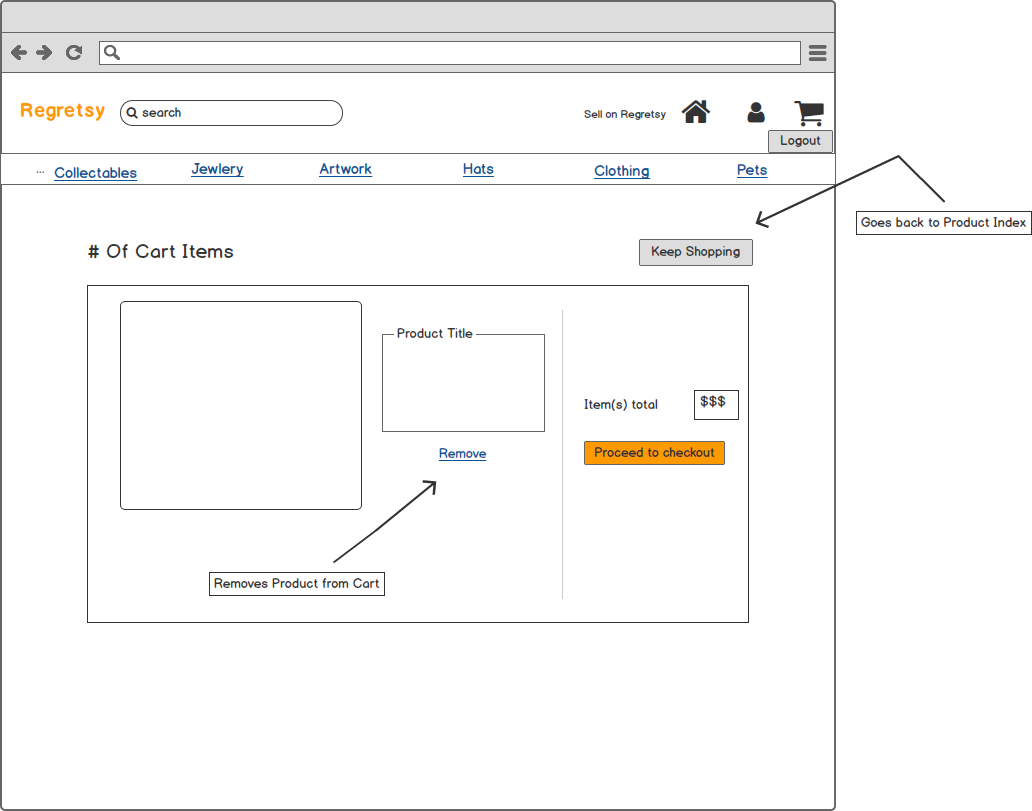 Regretsy
search
Sell on Regretsy
Logout
... Collectables Jewlery Artwork Hats Clothing Pets
Goes back to Product Index
# Of Cart Items
Keep Shopping
Product Title
Item(s) total $$$
Remove
Proceed to checkout
Removes Product from Cart